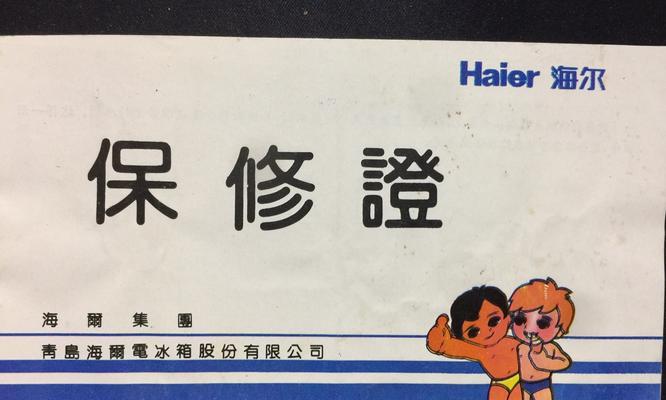 Haier 海尔
保修證
海爾集團
青島海爾電冰箱股份有限公司